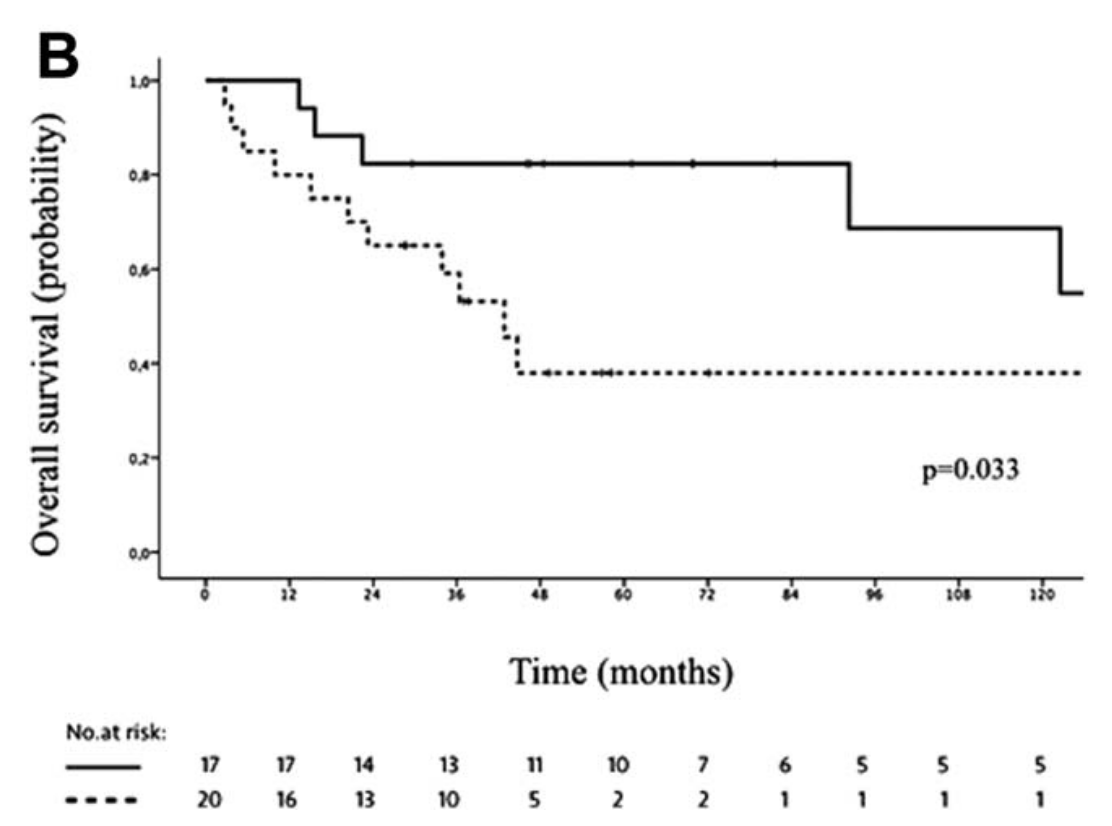 B
Overall survival (probability)
1,0
0,8
0,6
0,4
0,2
0,0
p=0.033
0 12 24 36 48 60 72 84 96 108 120
Time (months)
No.at risk:
17 17 14 13 11 10 7 6 5 5 5
20 16 13 10 5 2 2 1 1 1 1